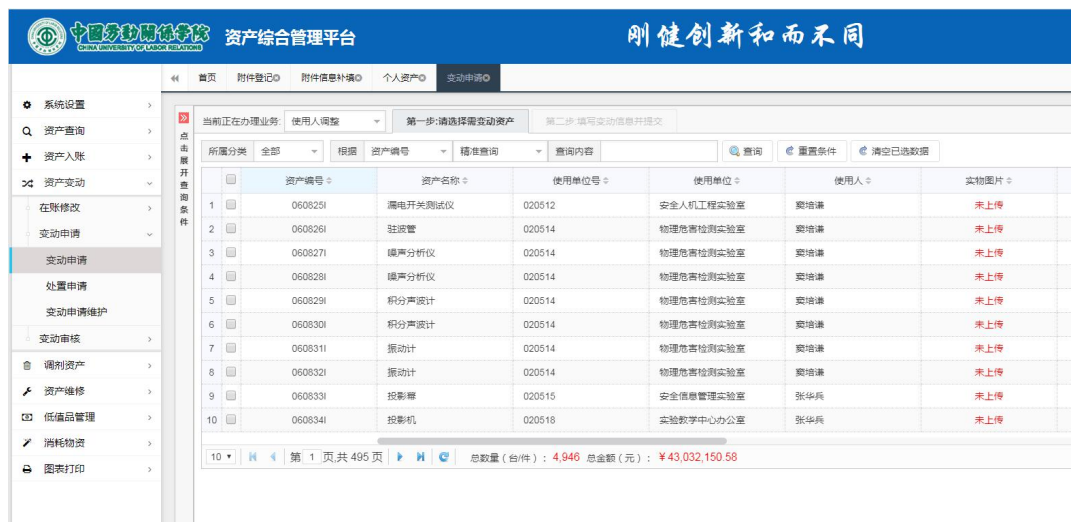 中国劳动關係学院 资产综合管理平台 刚健创新和而不同
CHINA UNIVERSITY OF LABOR RELATIONS
首页 附件登记 附件信息补填 个人资产 变动申请
系统设置
资产查询
资产入账
资产变动
在账修改
变动申请
变动申请
处置申请
变动申请维护
变动审核
调剂资产
资产维修
低值品管理
消耗物资
图表打印
点击展开查询条件
当前正在办理业务: 使用人调整 第一步:请选择需变动资产 第二步:填写变动信息并提交
所属分类 全部 根据 资产编号 精准查询 查询内容 查询 重置条件 清空已选数据
资产编号 资产名称 使用单位号 使用单位 使用人 实物图片
1 060825I 漏电开关测试仪 020512 安全人机工程实验室 窦培谦 未上传
2 060826I 驻波管 020514 物理危害检测实验室 窦培谦 未上传
3 060827I 噪声分析仪 020514 物理危害检测实验室 窦培谦 未上传
4 060828I 噪声分析仪 020514 物理危害检测实验室 窦培谦 未上传
5 060829I 积分声波计 020514 物理危害检测实验室 窦培谦 未上传
6 060830I 积分声波计 020514 物理危害检测实验室 窦培谦 未上传
7 060831I 振动计 020514 物理危害检测实验室 窦培谦 未上传
8 060832I 振动计 020514 物理危害检测实验室 窦培谦 未上传
9 060833I 投影幕 020515 安全信息管理实验室 张华兵 未上传
10 060834I 投影机 020518 实验教学中心办公室 张华兵 未上传
10 第 1 页,共 495 页 总数量（台/件）: 4,946 总金额（元）: ¥43,032,150.58